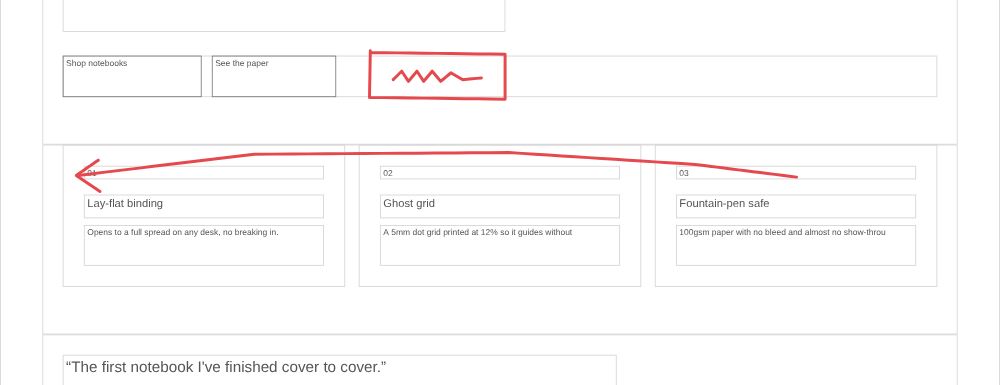 Shop notebooks
See the paper
01
02
03
Lay-flat binding
Ghost grid
Fountain-pen safe
Opens to a full spread on any desk, no breaking in.
A 5mm dot grid printed at 12% so it guides without
100gsm paper with no bleed and almost no show-throu
“The first notebook I've finished cover to cover.”